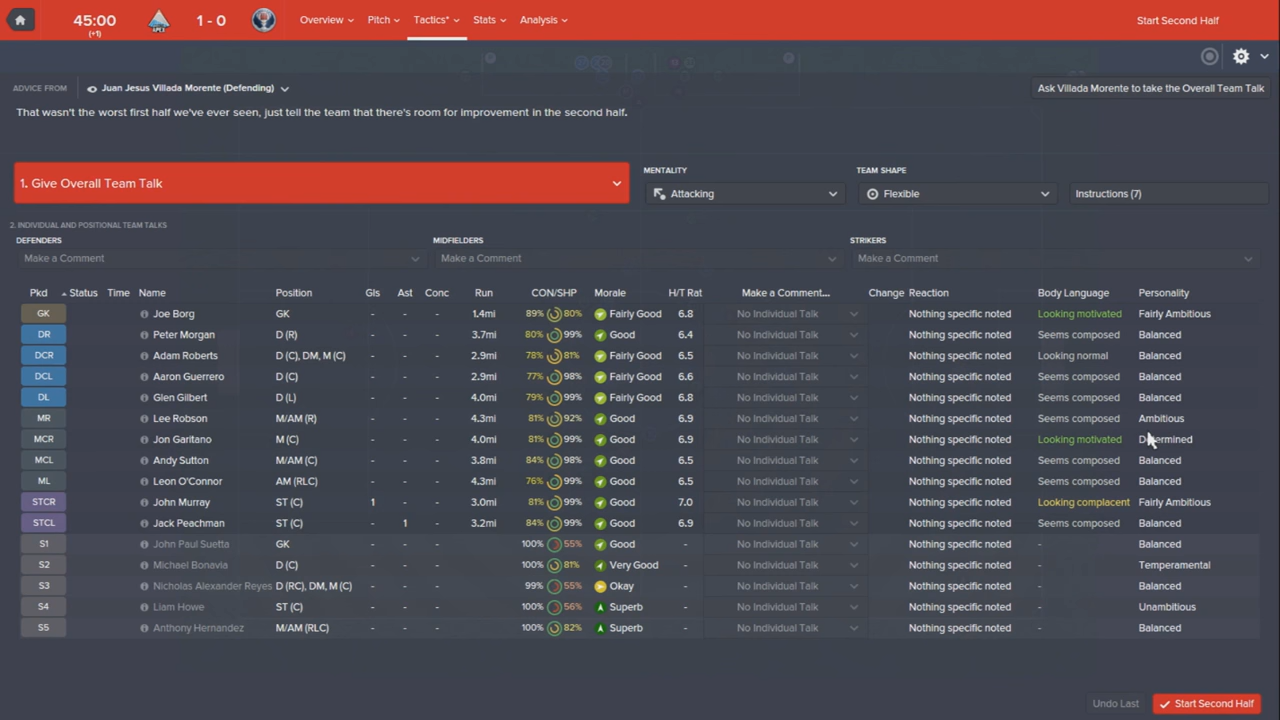 45:00
(+1)
APEX
1 - 0
Overview
Pitch
Tactics*
Stats
Analysis
Start Second Half
ADVICE FROM
Juan Jesus Villada Morente (Defending)
Ask Villada Morente to take the Overall Team Talk
That wasn't the worst first half we've ever seen, just tell the team that there's room for improvement in the second half.
1. Give Overall Team Talk
MENTALITY
Attacking
TEAM SHAPE
Flexible
Instructions (7)
2. INDIVIDUAL AND POSITIONAL TEAM TALKS
DEFENDERS MIDFIELDERS STRIKERS
Make a Comment Make a Comment Make a Comment
Pkd Status Time Name Position Gls Ast Conc Run CON/SHP Morale H/T Rat Make a Comment... Change Reaction Body Language Personality
GK Joe Borg GK - - - 1.4mi 89% 80% Fairly Good 6.8 No Individual Talk Nothing specific noted Looking motivated Fairly Ambitious
DR Peter Morgan D (R) - - - 3.7mi 80% 99% Good 6.4 No Individual Talk Nothing specific noted Seems composed Balanced
DCR Adam Roberts D (C), DM, M (C) - - - 2.9mi 78% 81% Fairly Good 6.5 No Individual Talk Nothing specific noted Looking normal Balanced
DCL Aaron Guerrero D (C) - - - 2.9mi 77% 98% Fairly Good 6.6 No Individual Talk Nothing specific noted Seems composed Balanced
DL Glen Gilbert D (L) - - - 4.0mi 79% 99% Fairly Good 6.8 No Individual Talk Nothing specific noted Seems composed Balanced
MR Lee Robson M/AM (R) - - - 4.3mi 81% 92% Good 6.9 No Individual Talk Nothing specific noted Seems composed Ambitious
MCR Jon Garitano M (C) - - - 4.0mi 81% 99% Good 6.9 No Individual Talk Nothing specific noted Looking motivated Determined
MCL Andy Sutton M/AM (C) - - - 3.8mi 84% 98% Good 6.5 No Individual Talk Nothing specific noted Seems composed Balanced
ML Leon O'Connor AM (RLC) - - - 4.3mi 76% 99% Good 6.5 No Individual Talk Nothing specific noted Seems composed Balanced
STCR John Murray ST (C) 1 - - 3.0mi 81% 99% Good 7.0 No Individual Talk Nothing specific noted Looking complacent Fairly Ambitious
STCL Jack Peachman ST (C) - 1 - 3.2mi 84% 99% Good 6.9 No Individual Talk Nothing specific noted Seems composed Balanced
S1 John Paul Suetta GK 100% 55% Good - No Individual Talk Nothing specific noted - Balanced
S2 Michael Bonavia D (C) 100% 81% Very Good - No Individual Talk Nothing specific noted - Temperamental
S3 Nicholas Alexander Reyes D (RC), DM, M (C) 99% 55% Okay - No Individual Talk Nothing specific noted - Balanced
S4 Liam Howe ST (C) 100% 56% Superb - No Individual Talk Nothing specific noted - Unambitious
S5 Anthony Hernandez M/AM (RLC) 100% 82% Superb - No Individual Talk Nothing specific noted - Balanced
Undo Last
Start Second Half